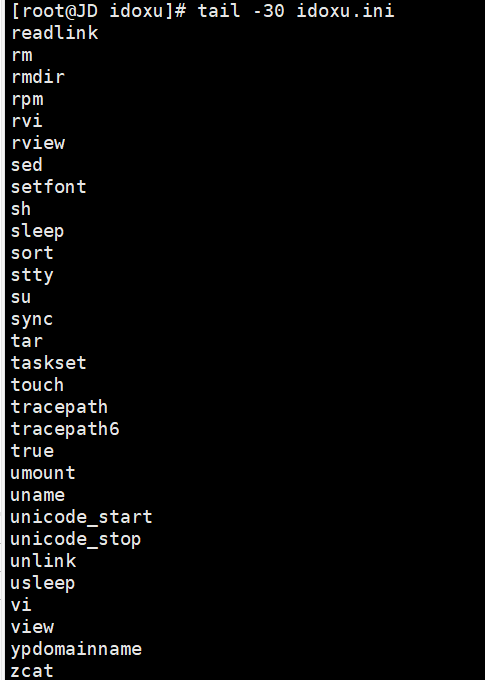 [root@JD idoxu]# tail -30 idoxu.ini
readlink
rm
rmdir
rpm
rvi
rview
sed
setfont
sh
sleep
sort
stty
su
sync
tar
taskset
touch
tracepath
tracepath6
true
umount
uname
unicode_start
unicode_stop
unlink
usleep
vi
view
ypdomainname
zcat